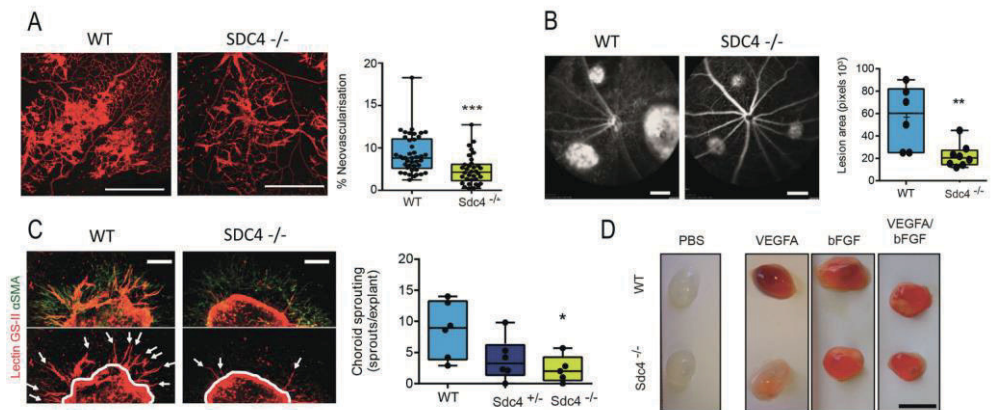 A
WT
SDC4 -/-
% Neovascularisation
20
15
10
0
***
WT
Sdc4 -/-
B
WT
SDC4 -/-
Lesion area (pixels 10³)
100
80
60
40
20
0
**
WT
Sdc4 -/-
C
WT
SDC4 -/-
Lectin GS-II αSMA
Choroid sprouting
(sprouts/explant)
20
15
10
5
0
*
WT
Sdc4 +/-
Sdc4 -/-
D
PBS
VEGFA
bFGF
VEGFA/
bFGF
WT
Sdc4 -/-